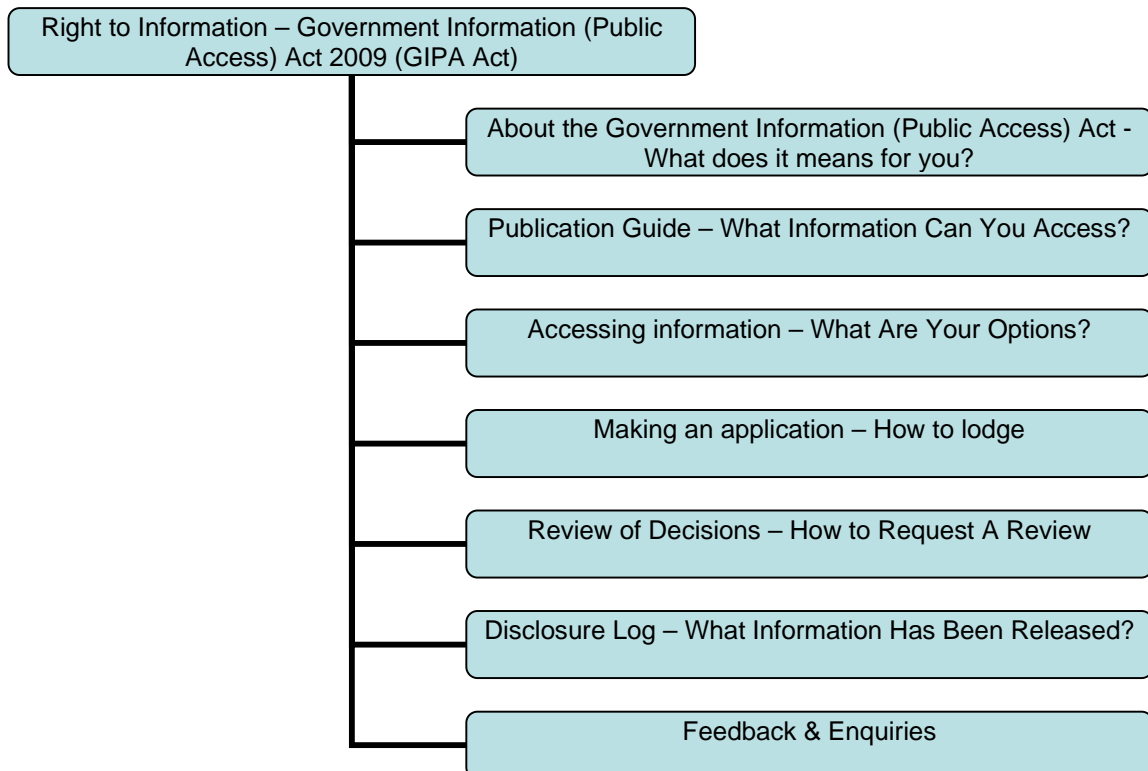 Right to Information – Government Information (Public
Access) Act 2009 (GIPA Act)
About the Government Information (Public Access) Act -
What does it means for you?
Publication Guide – What Information Can You Access?
Accessing information – What Are Your Options?
Making an application – How to lodge
Review of Decisions – How to Request A Review
Disclosure Log – What Information Has Been Released?
Feedback & Enquiries